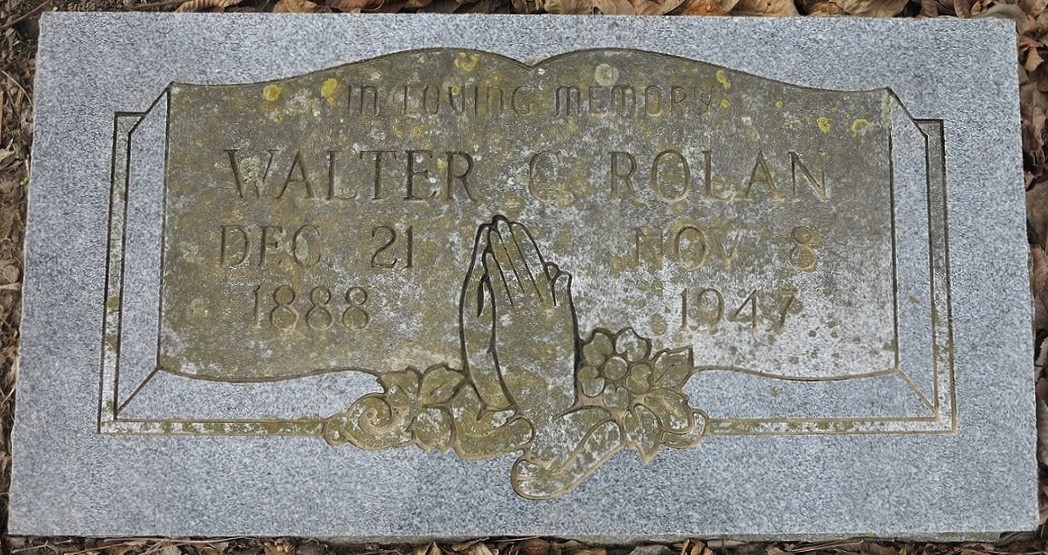 IN LOVING MEMORY
WALTER C ROLAN
DEC 21 NOV 8
1888 1947